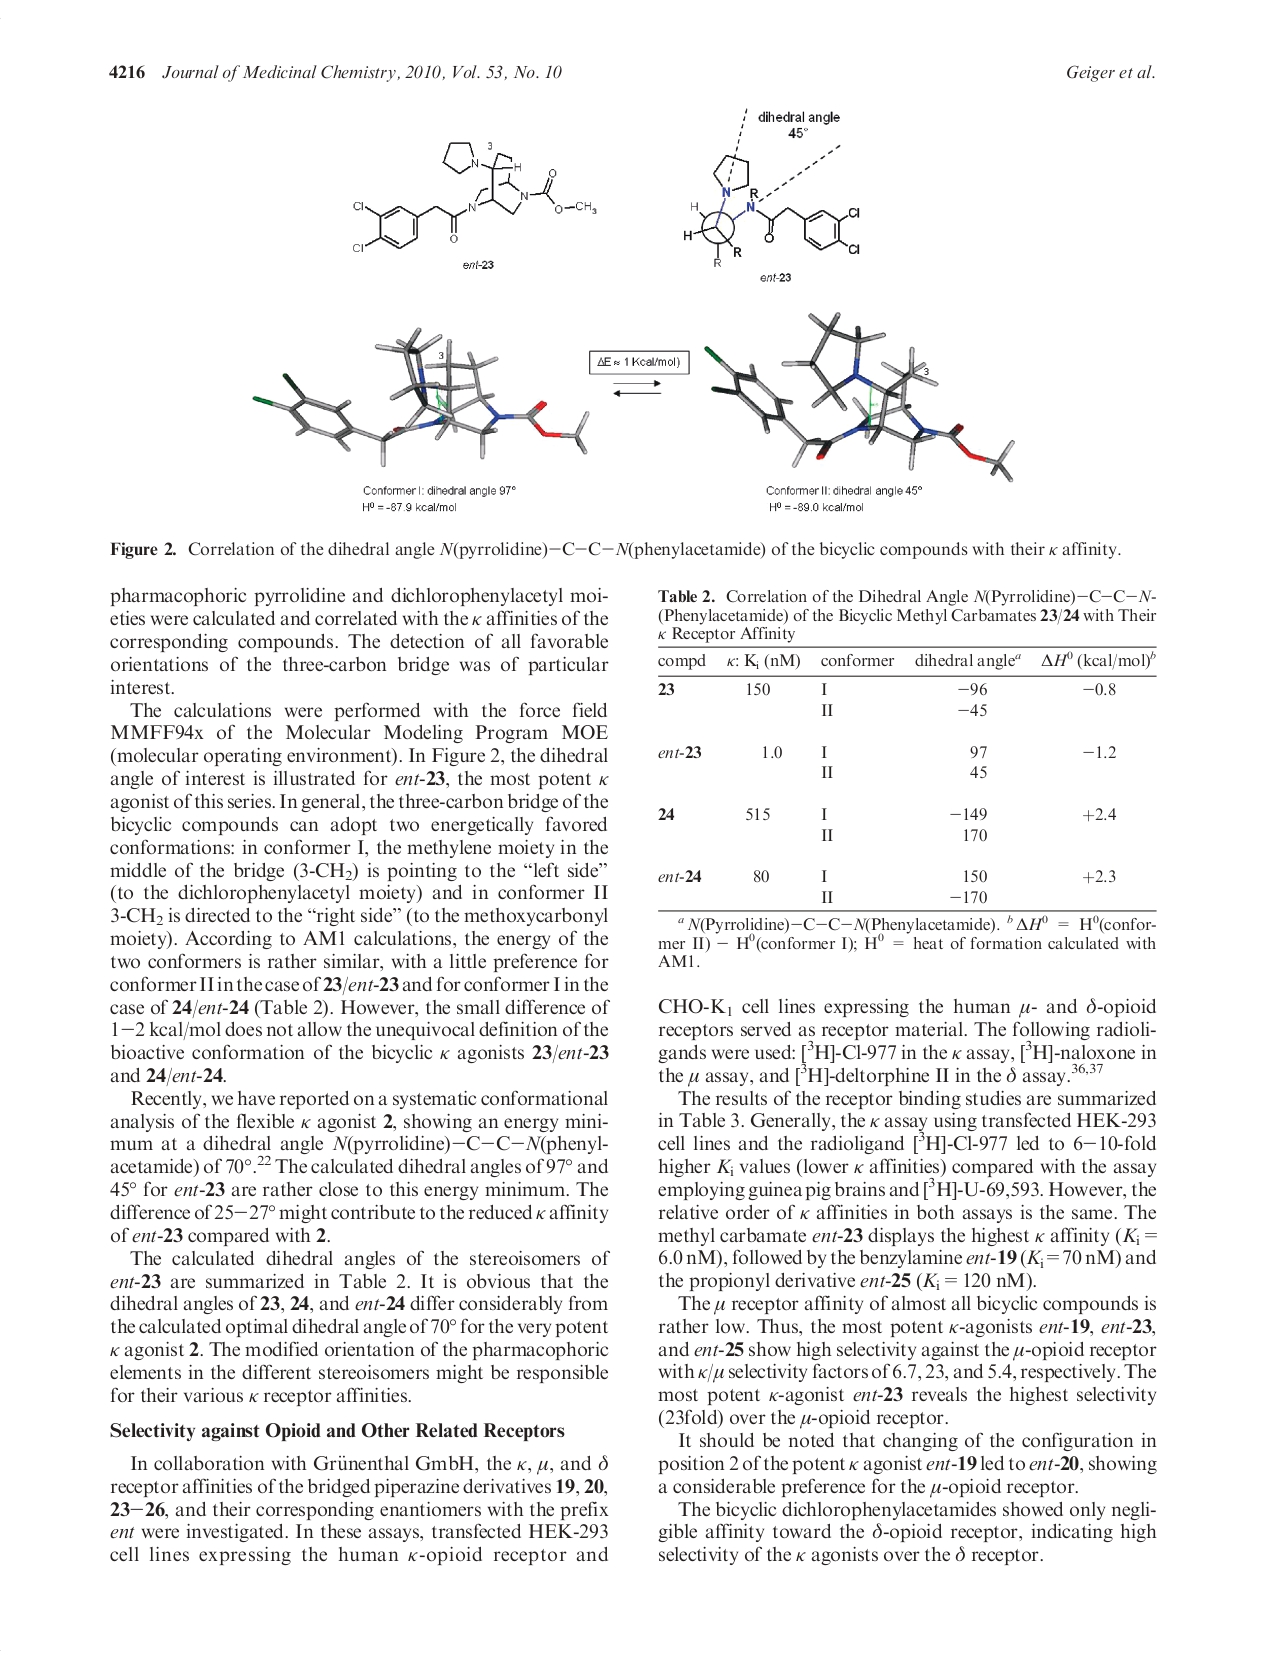 4216 Journal of Medicinal Chemistry, 2010, Vol. 53, No. 10
Geiger et al.
dihedral angle
45°
3
N
H
Cl
Cl
N
O
N
O
O
CH3
ent-23
H
H
N
R
N
R
R
O
Cl
Cl
ent-23
3
ΔE ≈ 1 Kcal/mol)
3
Conformer I: dihedral angle 97°
H⁰ = -87.9 kcal/mol
Conformer II: dihedral angle 45°
H⁰ = -89.0 kcal/mol
Figure 2. Correlation of the dihedral angle N(pyrrolidine)−C−C−N(phenylacetamide) of the bicyclic compounds with their κ affinity.
pharmacophoric pyrrolidine and dichlorophenylacetyl moi-
eties were calculated and correlated with the κ affinities of the
corresponding compounds. The detection of all favorable
orientations of the three-carbon bridge was of particular
interest.
The calculations were performed with the force field
MMFF94x of the Molecular Modeling Program MOE
(molecular operating environment). In Figure 2, the dihedral
angle of interest is illustrated for ent-23, the most potent κ
agonist of this series. In general, the three-carbon bridge of the
bicyclic compounds can adopt two energetically favored
conformations: in conformer I, the methylene moiety in the
middle of the bridge (3-CH2) is pointing to the “left side”
(to the dichlorophenylacetyl moiety) and in conformer II
3-CH2 is directed to the “right side” (to the methoxycarbonyl
moiety). According to AM1 calculations, the energy of the
two conformers is rather similar, with a little preference for
conformer II in the case of 23/ent-23 and for conformer I in the
case of 24/ent-24 (Table 2). However, the small difference of
1−2 kcal/mol does not allow the unequivocal definition of the
bioactive conformation of the bicyclic κ agonists 23/ent-23
and 24/ent-24.
Recently, we have reported on a systematic conformational
analysis of the flexible κ agonist 2, showing an energy mini-
mum at a dihedral angle N(pyrrolidine)−C−C−N(phenyl-
acetamide) of 70°.22 The calculated dihedral angles of 97° and
45° for ent-23 are rather close to this energy minimum. The
difference of 25−27° might contribute to the reduced κ affinity
of ent-23 compared with 2.
The calculated dihedral angles of the stereoisomers of
ent-23 are summarized in Table 2. It is obvious that the
dihedral angles of 23, 24, and ent-24 differ considerably from
the calculated optimal dihedral angle of 70° for the very potent
κ agonist 2. The modified orientation of the pharmacophoric
elements in the different stereoisomers might be responsible
for their various κ receptor affinities.
Selectivity against Opioid and Other Related Receptors
In collaboration with Grünenthal GmbH, the κ, μ, and δ
receptor affinities of the bridged piperazine derivatives 19, 20,
23−26, and their corresponding enantiomers with the prefix
ent were investigated. In these assays, transfected HEK-293
cell lines expressing the human κ-opioid receptor and
Table 2. Correlation of the Dihedral Angle N(Pyrrolidine)−C−C−N-
(Phenylacetamide) of the Bicyclic Methyl Carbamates 23/24 with Their
κ Receptor Affinity
compd κ: Ki (nM) conformer dihedral angle^a ΔH⁰ (kcal/mol)^b
23 150 I −96 −0.8
II −45
ent-23 1.0 I 97 −1.2
II 45
24 515 I −149 +2.4
II 170
ent-24 80 I 150 +2.3
II −170
^a N(Pyrrolidine)−C−C−N(Phenylacetamide). ^b ΔH⁰ = H⁰(confor-
mer II) − H⁰(conformer I); H⁰ = heat of formation calculated with
AM1.
CHO-K1 cell lines expressing the human μ- and δ-opioid
receptors served as receptor material. The following radioli-
gands were used: [³H]-Cl-977 in the κ assay, [³H]-naloxone in
the μ assay, and [³H]-deltorphine II in the δ assay.36,37
The results of the receptor binding studies are summarized
in Table 3. Generally, the κ assay using transfected HEK-293
cell lines and the radioligand [³H]-Cl-977 led to 6−10-fold
higher Ki values (lower κ affinities) compared with the assay
employing guinea pig brains and [³H]-U-69,593. However, the
relative order of κ affinities in both assays is the same. The
methyl carbamate ent-23 displays the highest κ affinity (Ki =
6.0 nM), followed by the benzylamine ent-19 (Ki = 70 nM) and
the propionyl derivative ent-25 (Ki = 120 nM).
The μ receptor affinity of almost all bicyclic compounds is
rather low. Thus, the most potent κ-agonists ent-19, ent-23,
and ent-25 show high selectivity against the μ-opioid receptor
with κ/μ selectivity factors of 6.7, 23, and 5.4, respectively. The
most potent κ-agonist ent-23 reveals the highest selectivity
(23fold) over the μ-opioid receptor.
It should be noted that changing of the configuration in
position 2 of the potent κ agonist ent-19 led to ent-20, showing
a considerable preference for the μ-opioid receptor.
The bicyclic dichlorophenylacetamides showed only negli-
gible affinity toward the δ-opioid receptor, indicating high
selectivity of the κ agonists over the δ receptor.